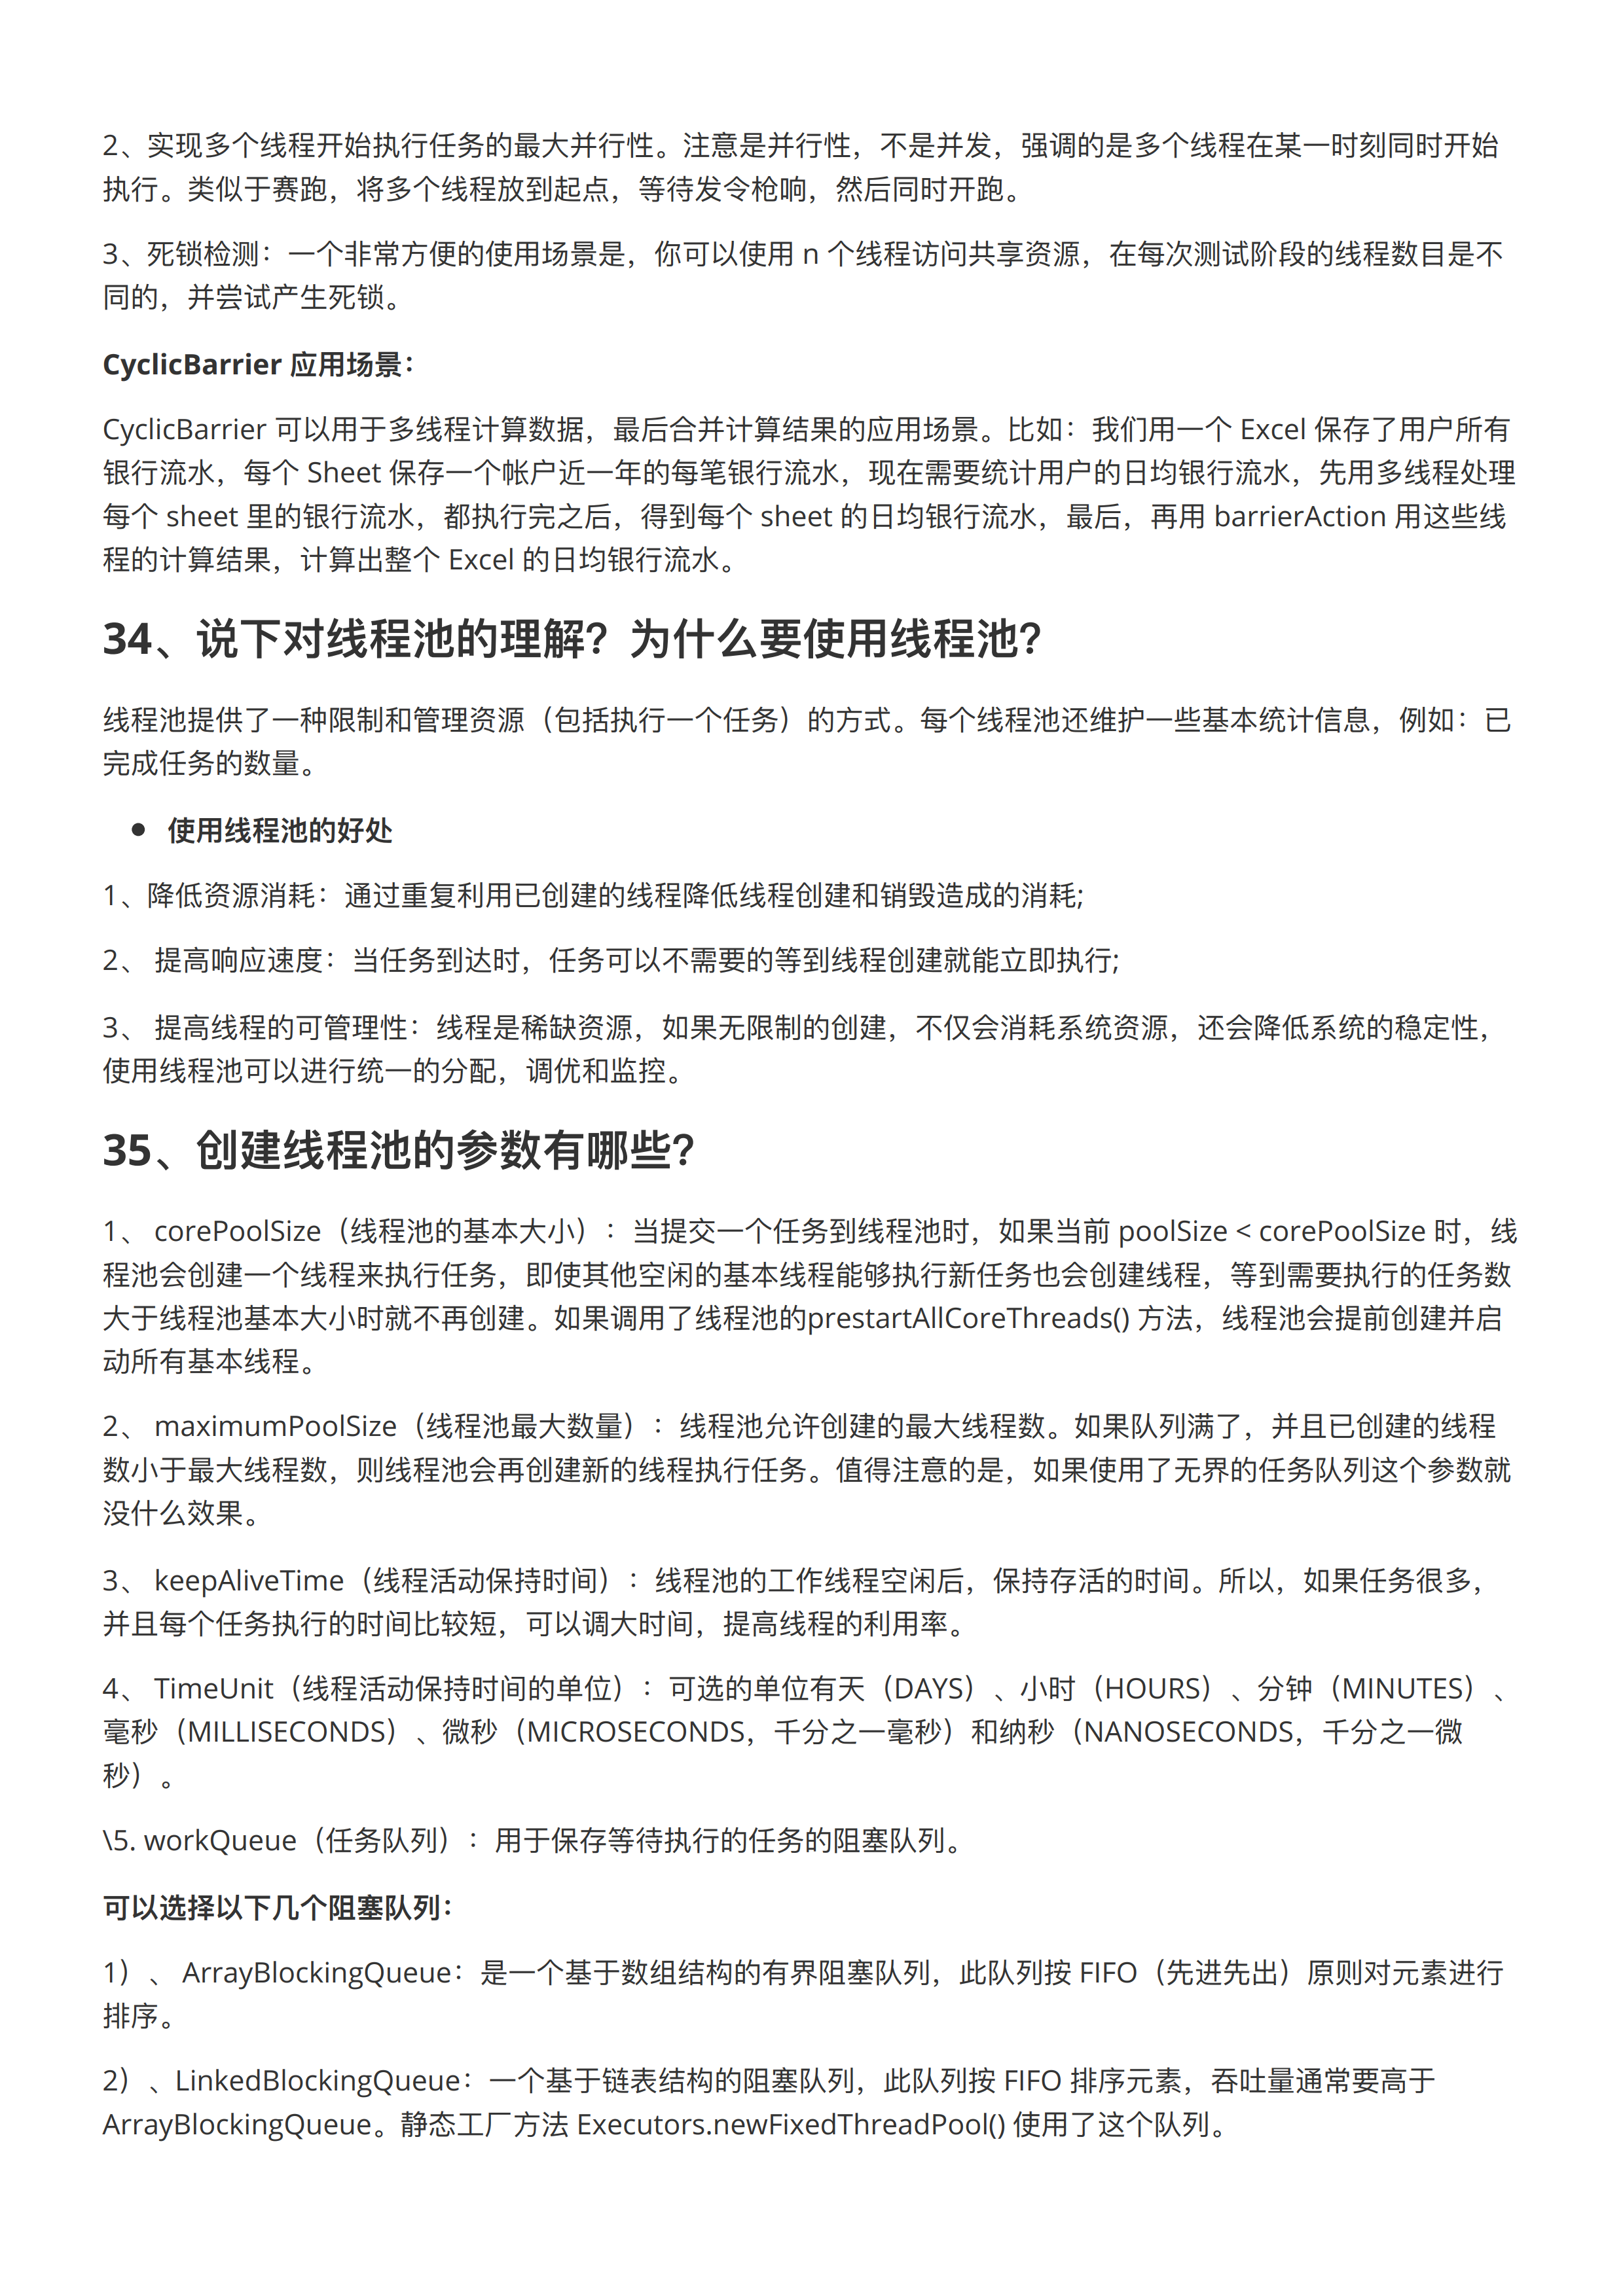 2、实现多个线程开始执行任务的最大并行性。注意是并行性，不是并发，强调的是多个线程在某一时刻同时开始
执行。类似于赛跑，将多个线程放到起点，等待发令枪响，然后同时开跑。
3、死锁检测：一个非常方便的使用场景是，你可以使用 n 个线程访问共享资源，在每次测试阶段的线程数目是不
同的，并尝试产生死锁。
CyclicBarrier 应用场景：
CyclicBarrier 可以用于多线程计算数据，最后合并计算结果的应用场景。比如：我们用一个 Excel 保存了用户所有
银行流水，每个 Sheet 保存一个帐户近一年的每笔银行流水，现在需要统计用户的日均银行流水，先用多线程处理
每个 sheet 里的银行流水，都执行完之后，得到每个 sheet 的日均银行流水，最后，再用 barrierAction 用这些线
程的计算结果，计算出整个 Excel 的日均银行流水。
34、说下对线程池的理解？为什么要使用线程池？
线程池提供了一种限制和管理资源（包括执行一个任务）的方式。每个线程池还维护一些基本统计信息，例如：已
完成任务的数量。
● 使用线程池的好处
1、降低资源消耗：通过重复利用已创建的线程降低线程创建和销毁造成的消耗;
2、 提高响应速度：当任务到达时，任务可以不需要的等到线程创建就能立即执行;
3、 提高线程的可管理性：线程是稀缺资源，如果无限制的创建，不仅会消耗系统资源，还会降低系统的稳定性，
使用线程池可以进行统一的分配，调优和监控。
35、创建线程池的参数有哪些？
1、 corePoolSize（线程池的基本大小）：当提交一个任务到线程池时，如果当前 poolSize < corePoolSize 时，线
程池会创建一个线程来执行任务，即使其他空闲的基本线程能够执行新任务也会创建线程，等到需要执行的任务数
大于线程池基本大小时就不再创建。如果调用了线程池的prestartAllCoreThreads() 方法，线程池会提前创建并启
动所有基本线程。
2、 maximumPoolSize（线程池最大数量）：线程池允许创建的最大线程数。如果队列满了，并且已创建的线程
数小于最大线程数，则线程池会再创建新的线程执行任务。值得注意的是，如果使用了无界的任务队列这个参数就
没什么效果。
3、 keepAliveTime（线程活动保持时间）：线程池的工作线程空闲后，保持存活的时间。所以，如果任务很多，
并且每个任务执行的时间比较短，可以调大时间，提高线程的利用率。
4、 TimeUnit（线程活动保持时间的单位）：可选的单位有天（DAYS）、小时（HOURS）、分钟（MINUTES）、
毫秒（MILLISECONDS）、微秒（MICROSECONDS，千分之一毫秒）和纳秒（NANOSECONDS，千分之一微
秒）。
\5. workQueue（任务队列）：用于保存等待执行的任务的阻塞队列。
可以选择以下几个阻塞队列：
1）、 ArrayBlockingQueue：是一个基于数组结构的有界阻塞队列，此队列按 FIFO（先进先出）原则对元素进行
排序。
2）、LinkedBlockingQueue：一个基于链表结构的阻塞队列，此队列按 FIFO 排序元素，吞吐量通常要高于
ArrayBlockingQueue。静态工厂方法 Executors.newFixedThreadPool() 使用了这个队列。